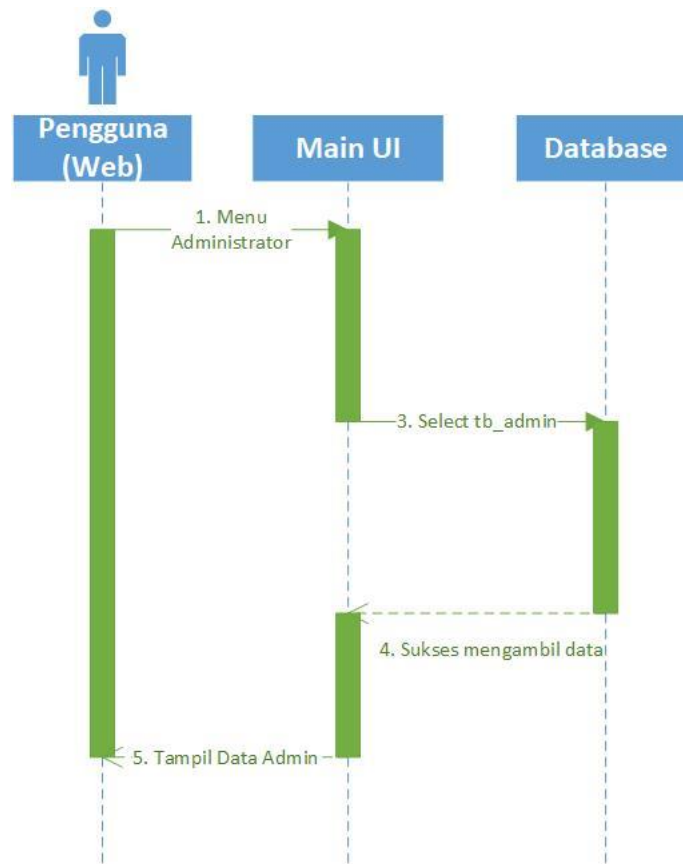 Pengguna
(Web)
Main UI
Database
1. Menu
Administrator
3. Select tb_admin
4. Sukses mengambil data
5. Tampil Data Admin